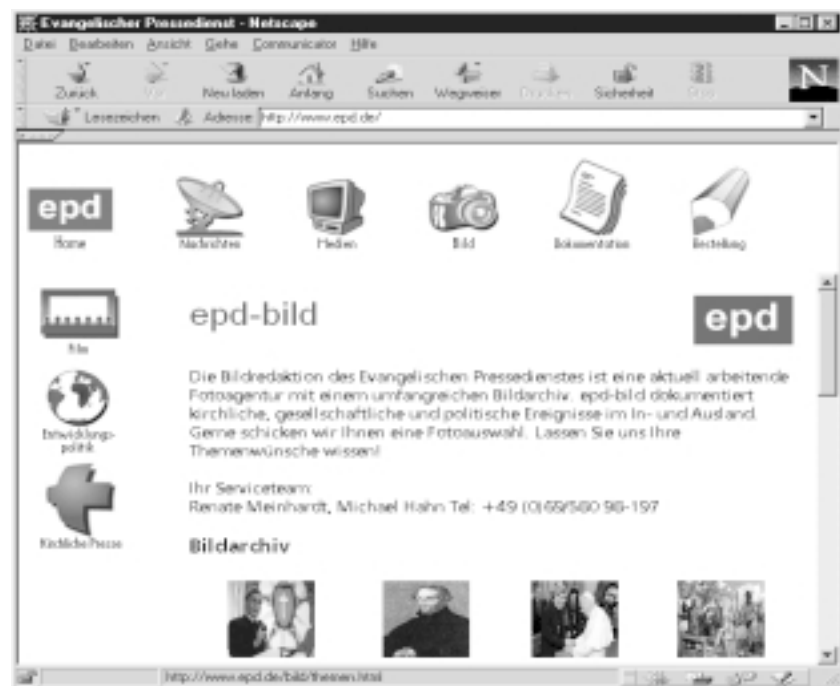 Evangelischer Pressedienst - Netscape
Datei Bearbeiten Ansicht Gehe Communicator Hilfe
Zurück Vor Neu laden Anfang Suchen Wegweiser Drucken Sicherheit Stop
Lesezeichen Adresse http://www.epd.de/
N
epd
Home Nachrichten Medien Bild Dokumentation Bestellung
Film
Entwicklungs-
politik
Kirchliche Presse
epd-bild
epd
Die Bildredaktion des Evangelischen Pressedienstes ist eine aktuell arbeitende
Fotoagentur mit einem umfangreichen Bildarchiv. epd-bild dokumentiert
kirchliche, gesellschaftliche und politische Ereignisse im In- und Ausland.
Gerne schicken wir Ihnen eine Fotoauswahl. Lassen Sie uns Ihre
Themenwünsche wissen!
Ihr Serviceteam:
Renate Meinhardt, Michael Hahn Tel: +49 (0)69/580 98-197
Bildarchiv
http://www.epd.de/bild/themen.html